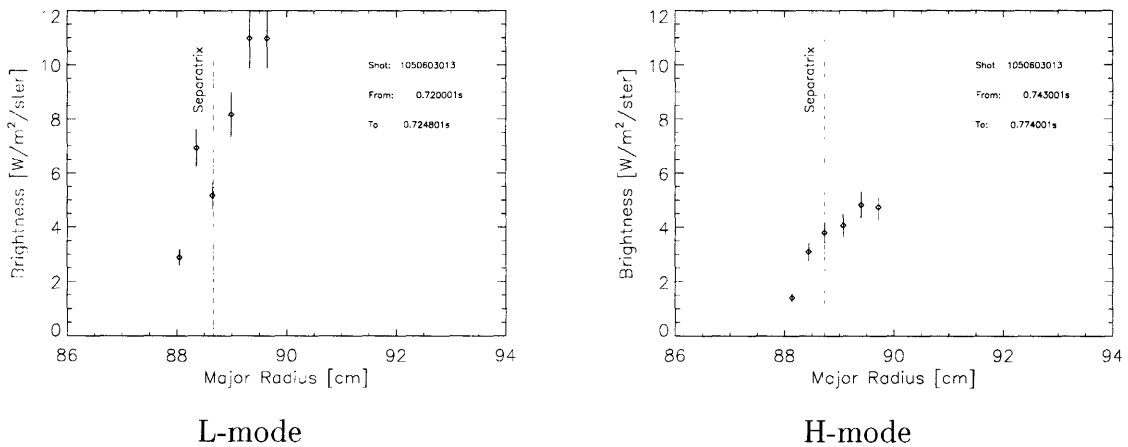 12
10
8
6
4
2
0
Brightness [W/m²/ster]
Separatrix
Shot: 1050603013
From: 0.720001s
To 0.724801s
86 88 90 92 94
Major Radius [cm]
L-mode
12
10
8
6
4
2
0
Brightness [W/m²/ster]
Separatrix
Shot 1050603013
From: 0.743001s
To: 0.774001s
86 88 90 92 94
Major Radius [cm]
H-mode